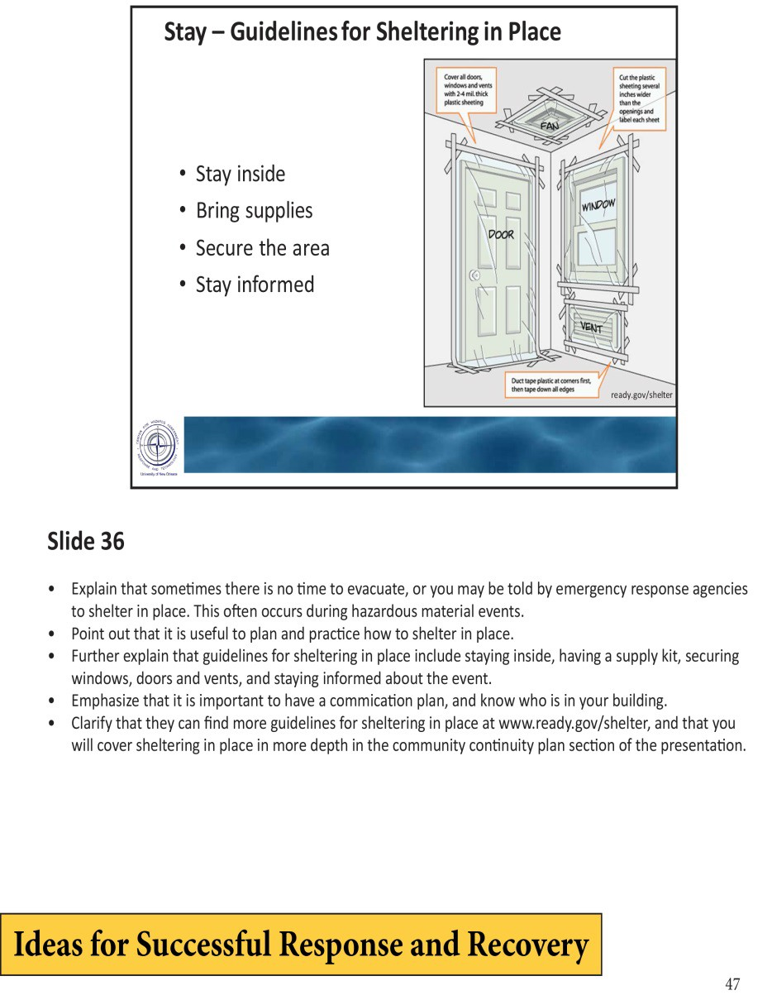 Stay – Guidelines for Sheltering in Place
Cover all doors,
windows and vents
with 2-4 mil. thick
plastic sheeting
Cut the plastic
sheeting several
inches wider
than the
openings and
label each sheet
FAN
• Stay inside
• Bring supplies
• Secure the area
• Stay informed
DOOR
WINDOW
VENT
Duct tape plastic at corners first,
then tape down all edges
ready.gov/shelter
University of New Orleans
Slide 36
• Explain that sometimes there is no time to evacuate, or you may be told by emergency response agencies
to shelter in place. This often occurs during hazardous material events.
• Point out that it is useful to plan and practice how to shelter in place.
• Further explain that guidelines for sheltering in place include staying inside, having a supply kit, securing
windows, doors and vents, and staying informed about the event.
• Emphasize that it is important to have a commication plan, and know who is in your building.
• Clarify that they can find more guidelines for sheltering in place at www.ready.gov/shelter, and that you
will cover sheltering in place in more depth in the community continuity plan section of the presentation.
Ideas for Successful Response and Recovery
47